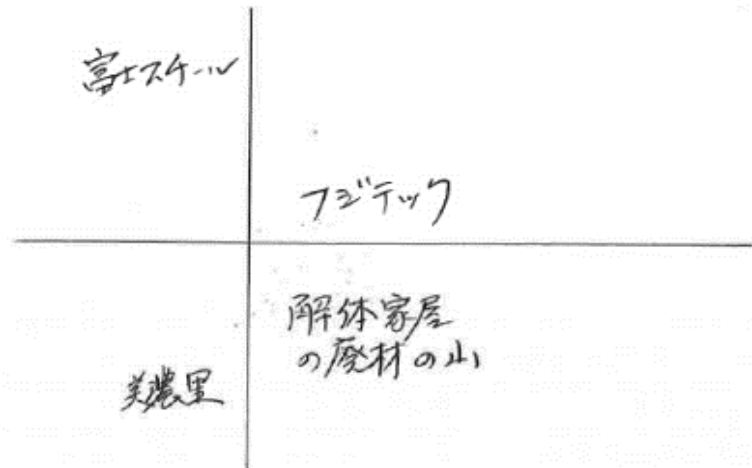 富士スチール
フジテック
解体家屋
の廃材の山
美濃里